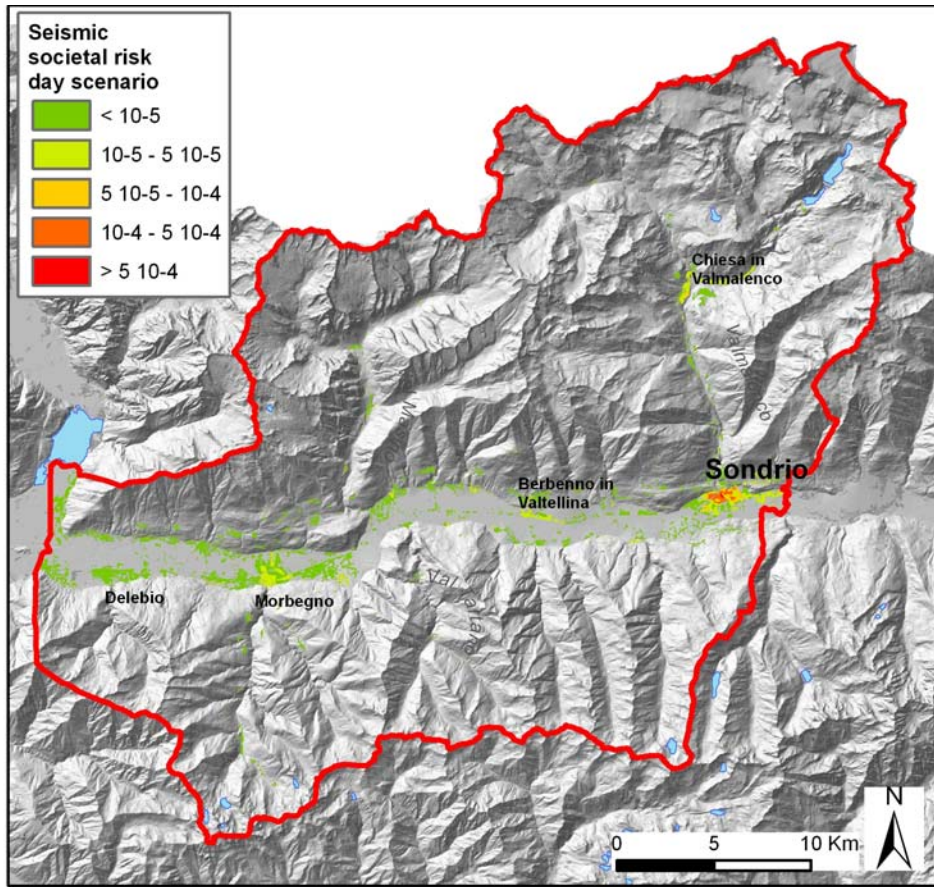 Seismic
societal risk
day scenario
< 10-5
10-5 - 5 10-5
5 10-5 - 10-4
10-4 - 5 10-4
> 5 10-4
Chiesa in
Valmalenco
Valmalenco
Sondrio
Berbenno in
Valtellina
Delebio
Morbegno
N
0 5 10 Km